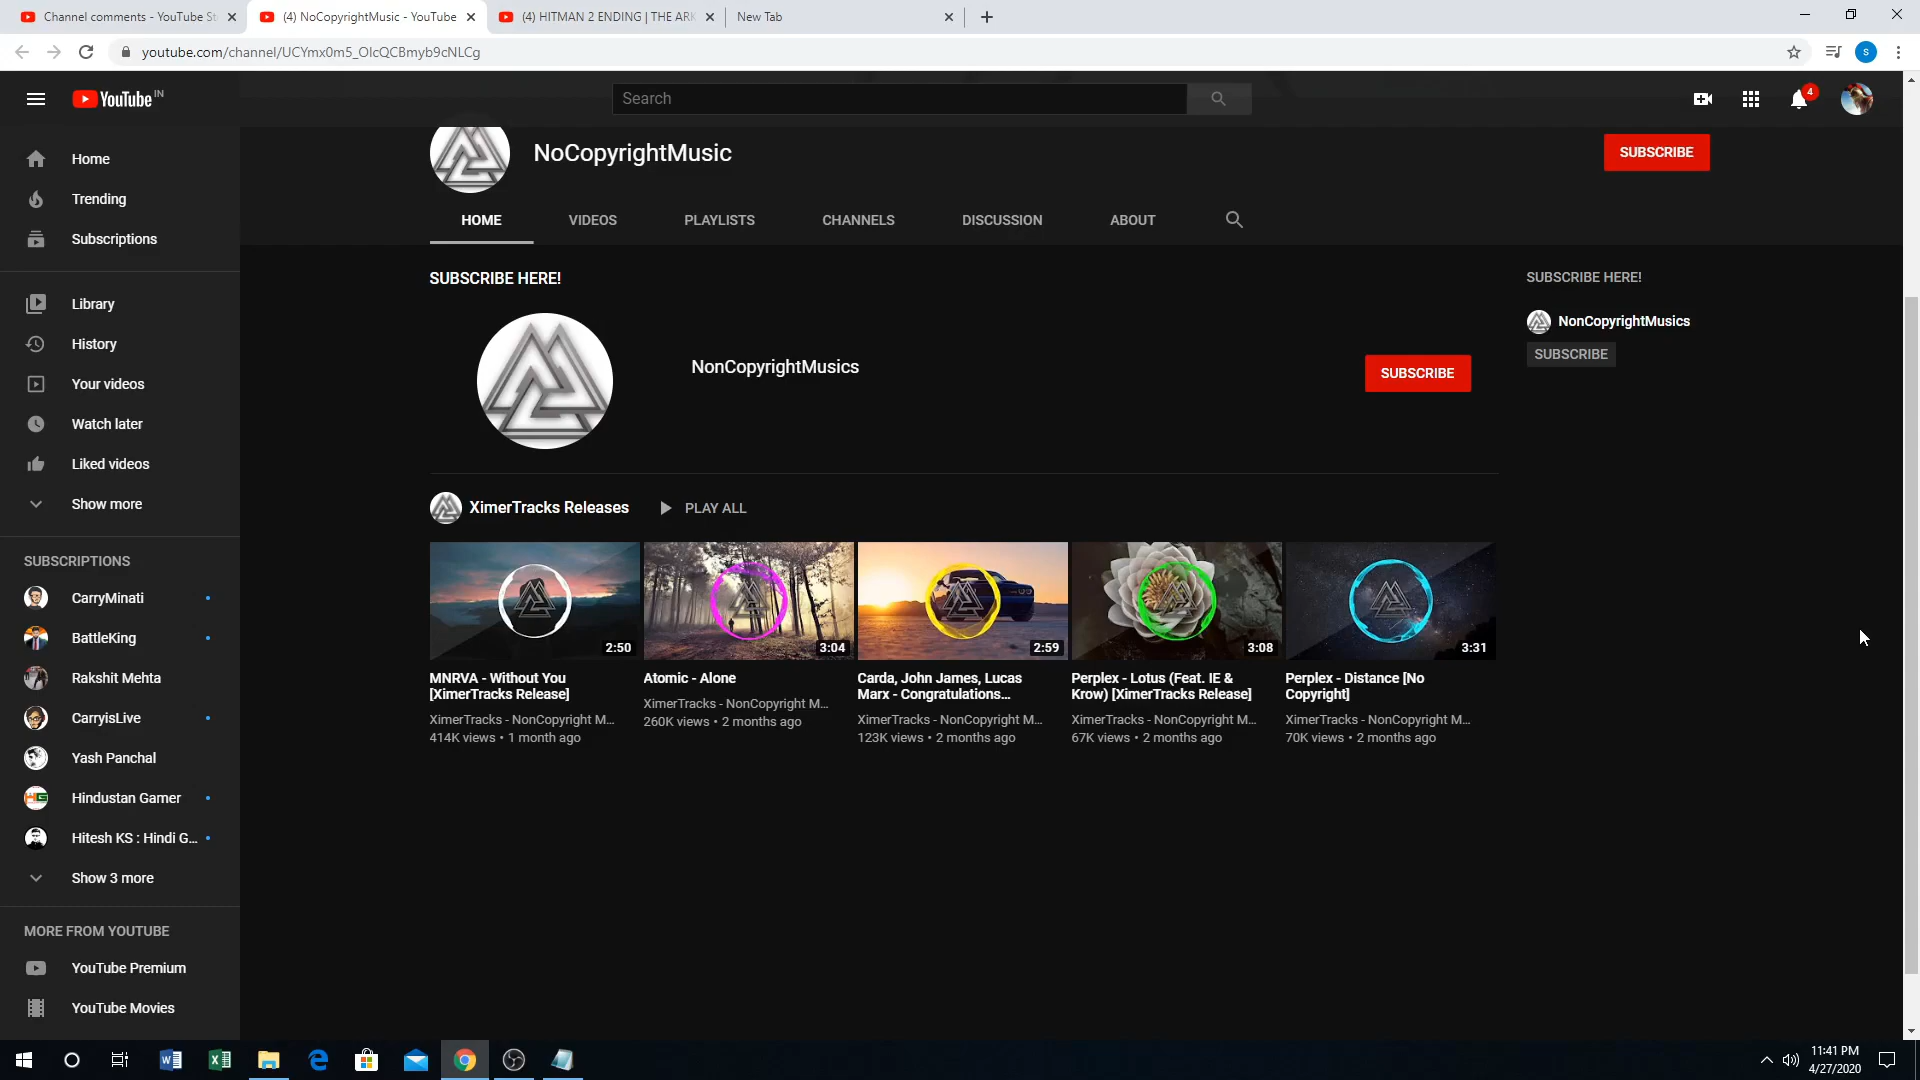 Channel comments - YouTube St
(4) NoCopyrightMusic - YouTube
(4) HITMAN 2 ENDING | THE ARK
New Tab
youtube.com/channel/UCYmx0m5_OlcQCBmyb9cNLCg
S
YouTube IN
Search
4
Home
Trending
Subscriptions
Library
History
Your videos
Watch later
Liked videos
Show more
SUBSCRIPTIONS
CarryMinati
BattleKing
Rakshit Mehta
CarryisLive
Yash Panchal
Hindustan Gamer
Hitesh KS : Hindi G...
Show 3 more
MORE FROM YOUTUBE
YouTube Premium
YouTube Movies
NoCopyrightMusic
SUBSCRIBE
HOME VIDEOS PLAYLISTS CHANNELS DISCUSSION ABOUT
SUBSCRIBE HERE!
NonCopyrightMusics
SUBSCRIBE
SUBSCRIBE HERE!
NonCopyrightMusics
SUBSCRIBE
XimerTracks Releases PLAY ALL
2:50
MNRVA - Without You
[XimerTracks Release]
XimerTracks - NonCopyright M...
414K views • 1 month ago
3:04
Atomic - Alone
XimerTracks - NonCopyright M...
260K views • 2 months ago
2:59
Carda, John James, Lucas
Marx - Congratulations...
XimerTracks - NonCopyright M...
123K views • 2 months ago
3:08
Perplex - Lotus (Feat. IE &
Krow) [XimerTracks Release]
XimerTracks - NonCopyright M...
67K views • 2 months ago
3:31
Perplex - Distance [No
Copyright]
XimerTracks - NonCopyright M...
70K views • 2 months ago
11:41 PM
4/27/2020